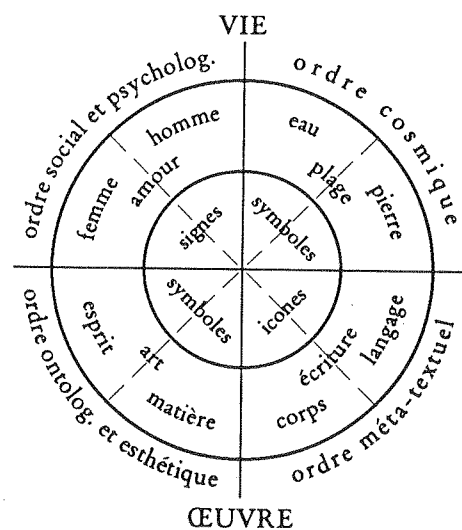 VIE
ordre social et psycholog.
ordre cosmique
homme
eau
femme
amour
plage
pierre
signes
symboles
symboles
icones
esprit
art
matière
écriture
langage
corps
ordre ontolog. et esthétique
ordre méta-textuel
ŒUVRE